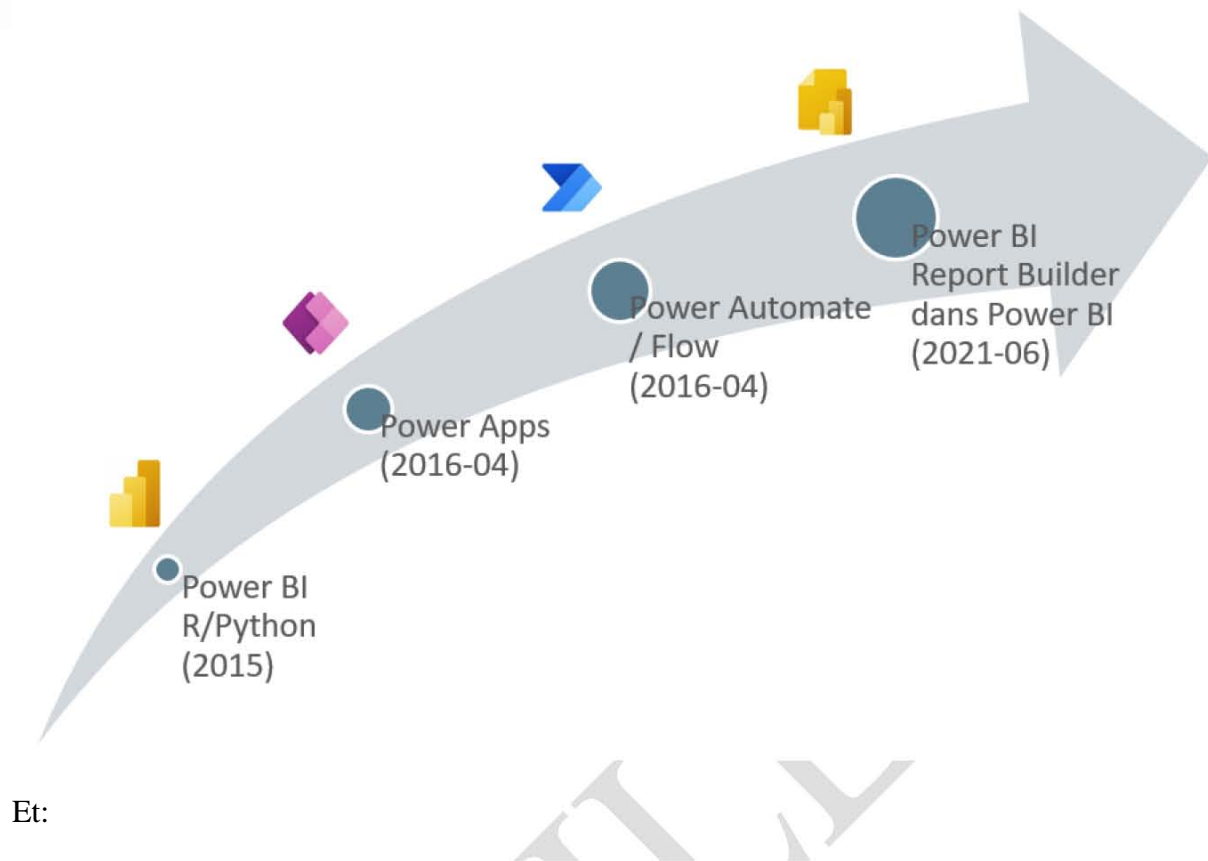 Power BI
R/Python
(2015)
Power Apps
(2016-04)
Power Automate
/ Flow
(2016-04)
Power BI
Report Builder
dans Power BI
(2021-06)
Et: